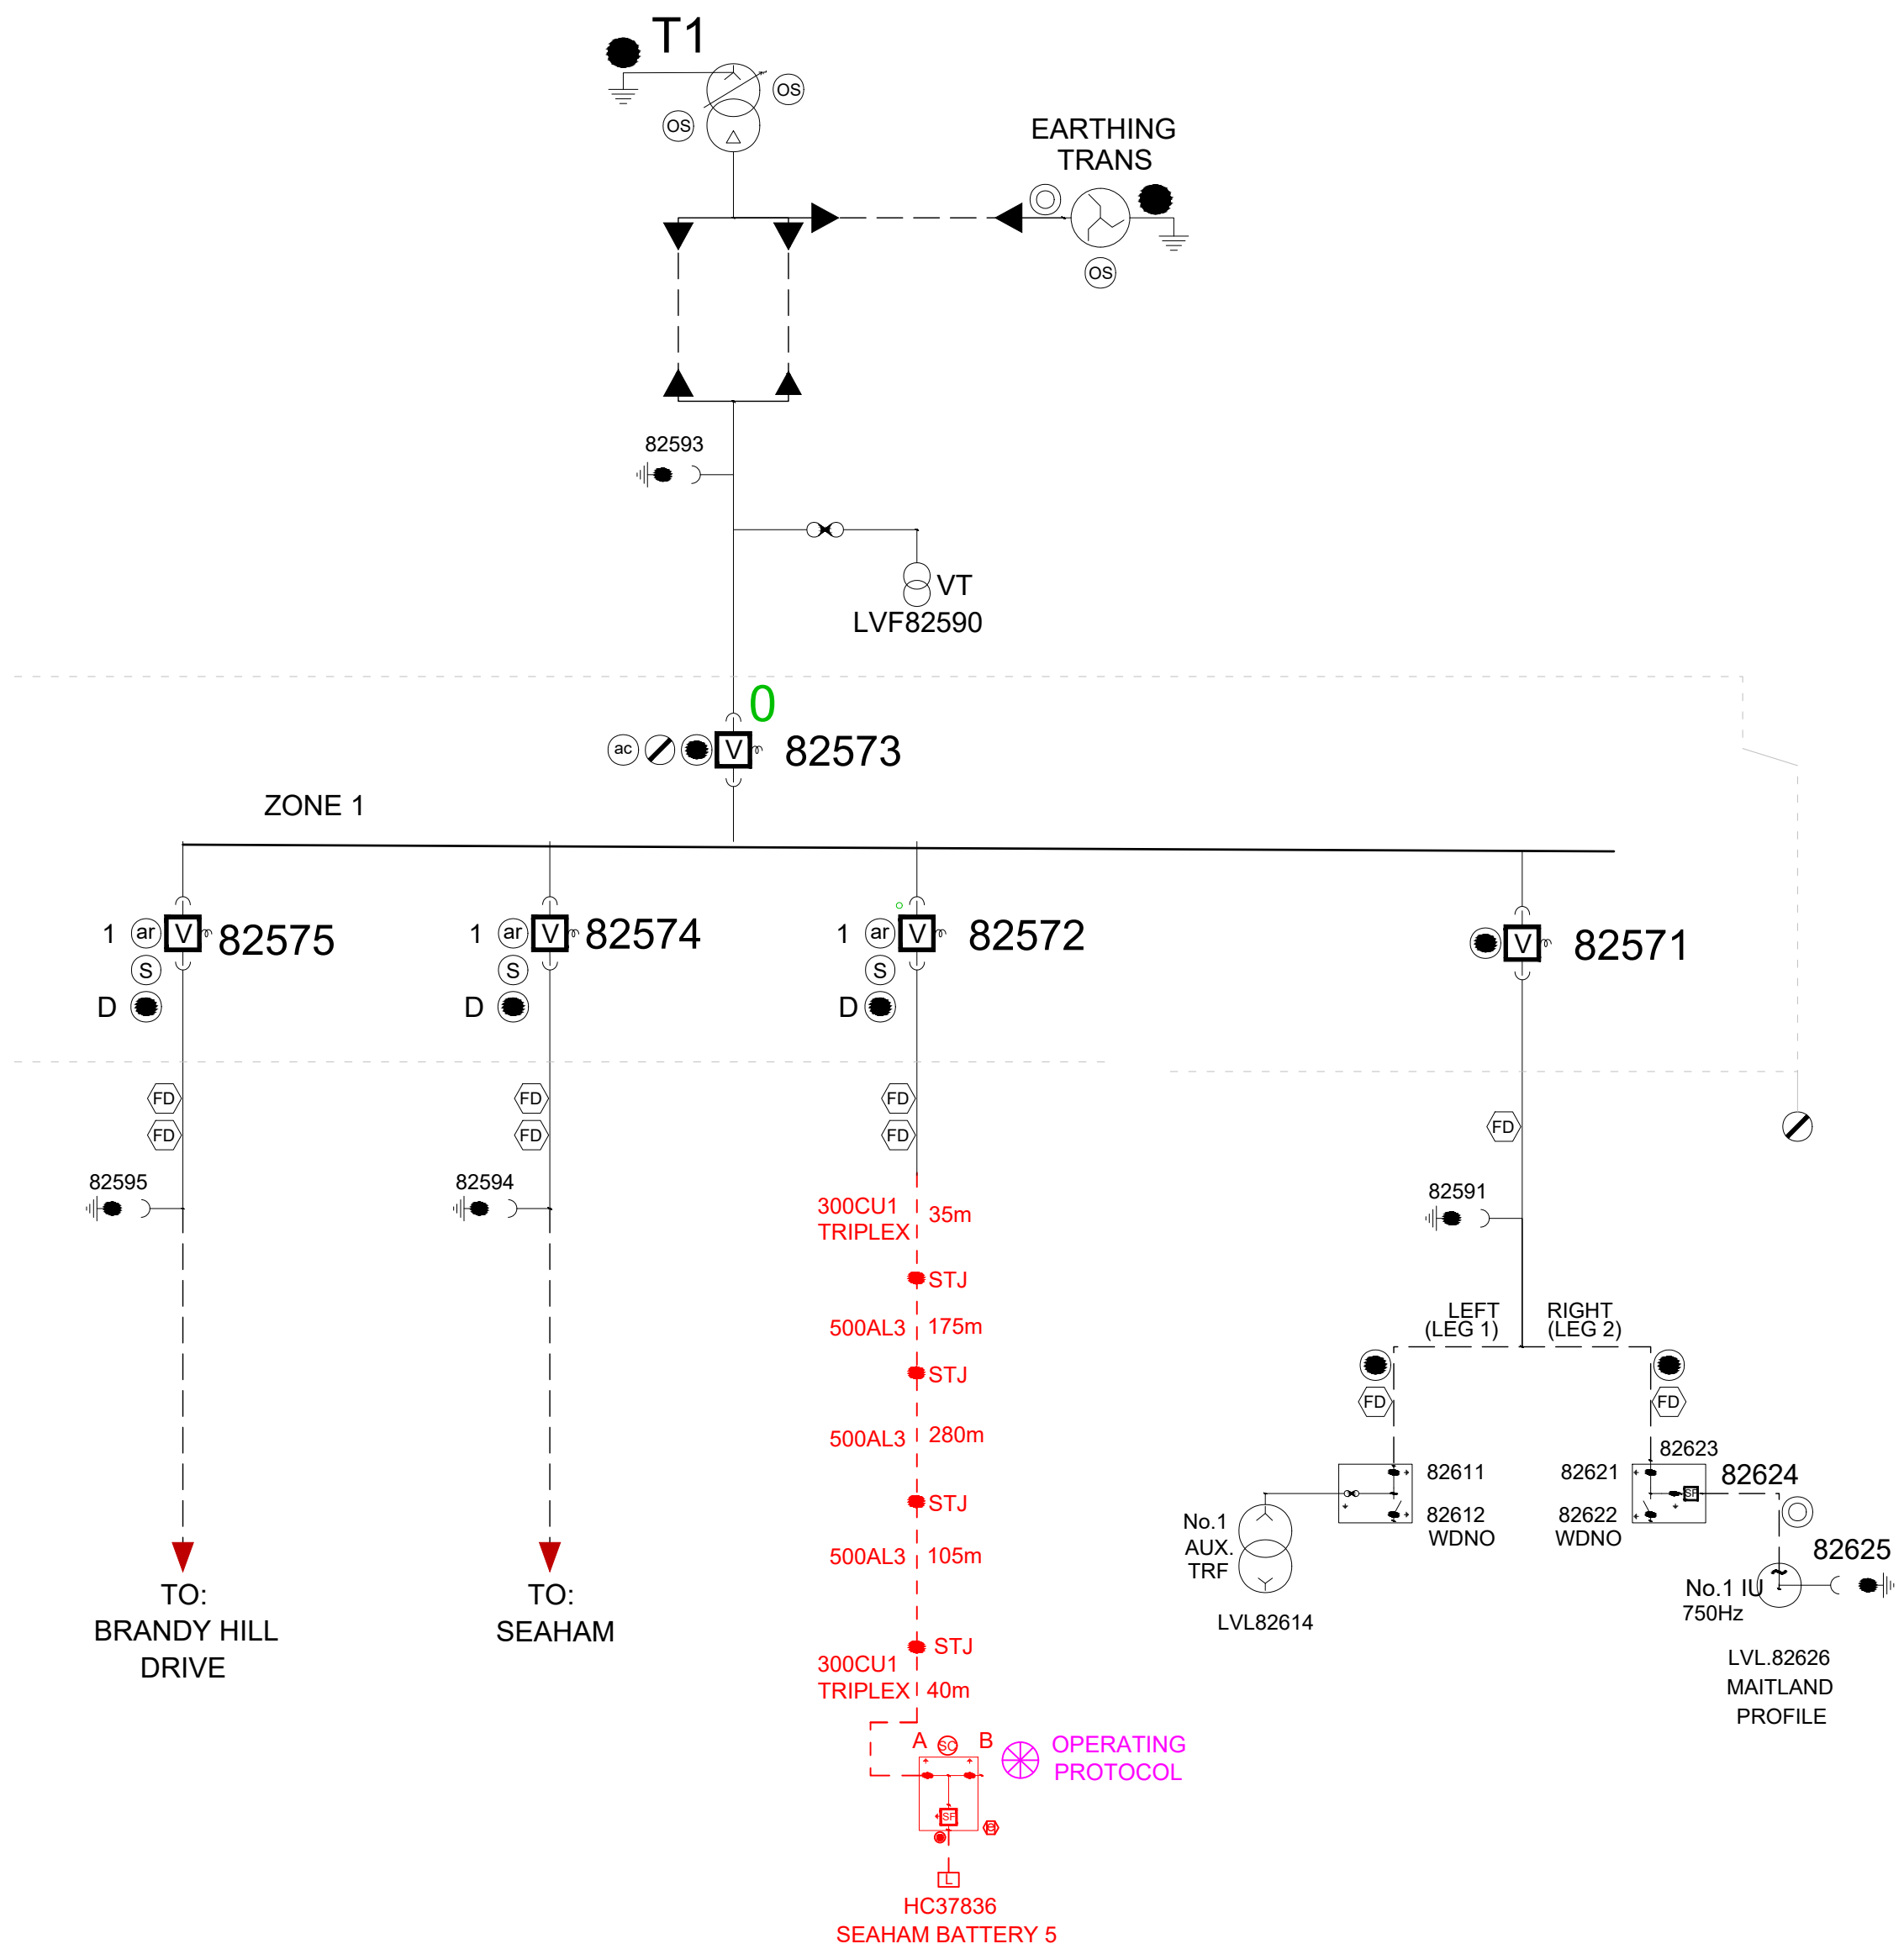 T1
OS
OS
EARTHING
TRANS
OS
82593
VT
LVF82590
0
ac
V
82573
ZONE 1
1
ar
V
82575
S
D
1
ar
V
82574
S
D
1
ar
V
82572
S
D
V
82571
FD
FD
FD
FD
FD
FD
FD
82595
82594
82591
300CU1
TRIPLEX
35m
STJ
500AL3
175m
STJ
500AL3
280m
STJ
500AL3
105m
STJ
300CU1
TRIPLEX
40m
LEFT
(LEG 1)
RIGHT
(LEG 2)
FD
FD
82611
82612
WDNO
No.1
AUX.
TRF
LVL82614
82623
82621
82622
WDNO
SF
82624
82625
No.1 IU
750Hz
LVL.82626
MAITLAND
PROFILE
TO:
BRANDY HILL
DRIVE
TO:
SEAHAM
A
SC
B
OPERATING
PROTOCOL
SF
L
HC37836
SEAHAM BATTERY 5